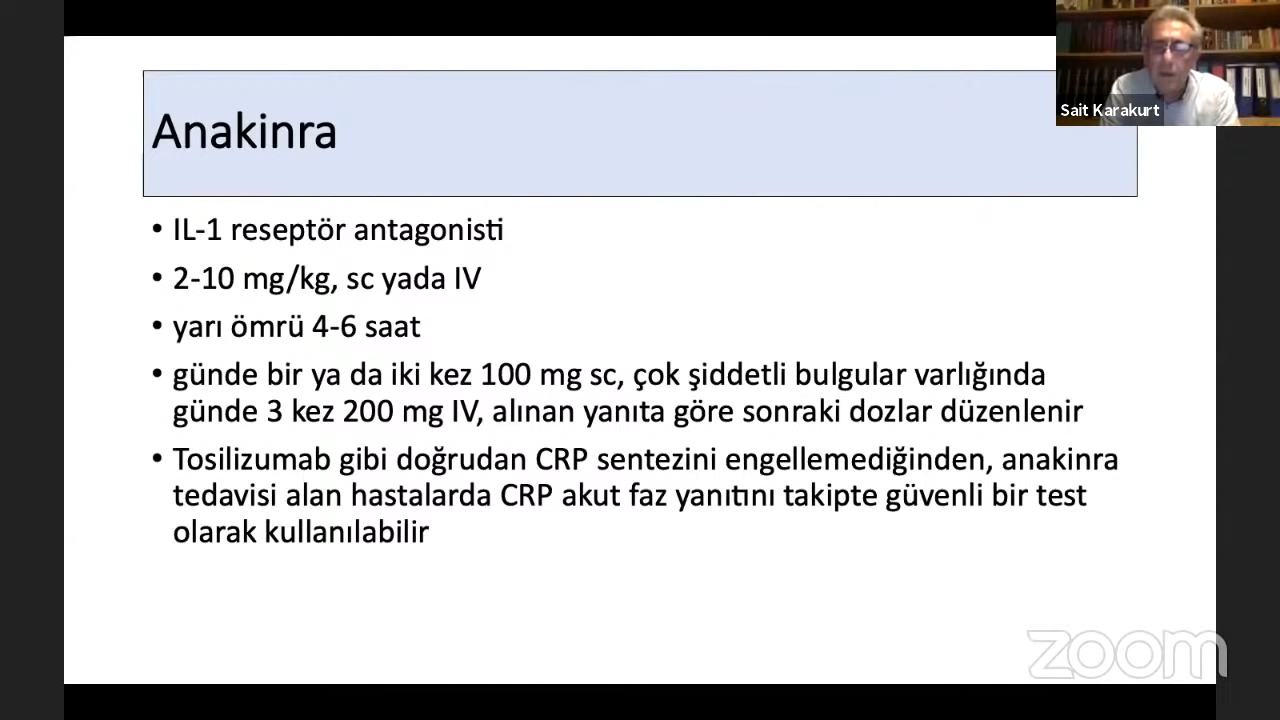 Sait Karakurt
Anakinra
• IL-1 reseptör antagonisti
• 2-10 mg/kg, sc yada IV
• yarı ömrü 4-6 saat
• günde bir ya da iki kez 100 mg sc, çok şiddetli bulgular varlığında
günde 3 kez 200 mg IV, alınan yanıta göre sonraki dozlar düzenlenir
• Tosilizumab gibi doğrudan CRP sentezini engellemediğinden, anakinra
tedavisi alan hastalarda CRP akut faz yanıtını takipte güvenli bir test
olarak kullanılabilir
zoom